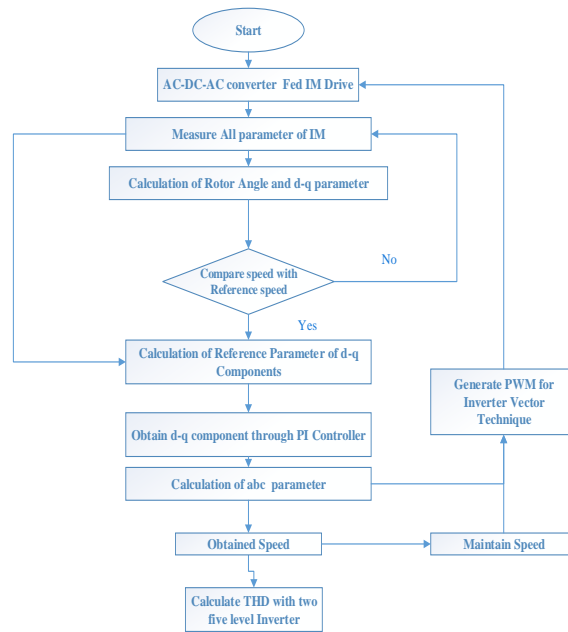 Start
AC-DC-AC converter Fed IM Drive
Measure All parameter of IM
Calculation of Rotor Angle and d-q parameter
Compare speed with
Reference speed
No
Yes
Calculation of Reference Parameter of d-q
Components
Generate PWM for
Inverter Vector
Technique
Obtain d-q component through PI Controller
Calculation of abc parameter
Obtained Speed
Maintain Speed
Calculate THD with two
five level Inverter